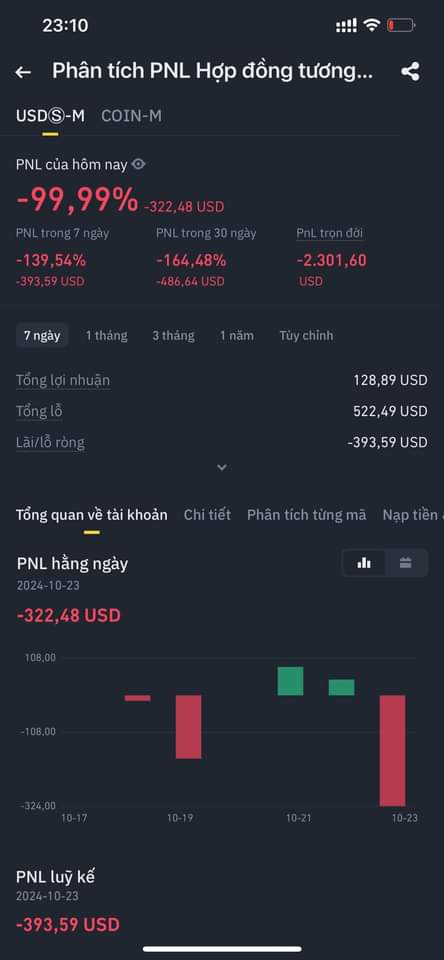 23:10
Phân tích PNL Hợp đồng tương...
USDⓈ-M COIN-M
PNL của hôm nay
-99,99% -322,48 USD
PNL trong 7 ngày PNL trong 30 ngày PnL trọn đời
-139,54% -164,48% -2.301,60
-393,59 USD -486,64 USD USD
7 ngày 1 tháng 3 tháng 1 năm Tùy chỉnh
Tổng lợi nhuận 128,89 USD
Tổng lỗ 522,49 USD
Lãi/lỗ ròng -393,59 USD
Tổng quan về tài khoản Chi tiết Phân tích từng mã Nạp tiền
PNL hằng ngày
2024-10-23
-322,48 USD
108,00
-108,00
-324,00
10-17 10-19 10-21 10-23
PNL luỹ kế
2024-10-23
-393,59 USD